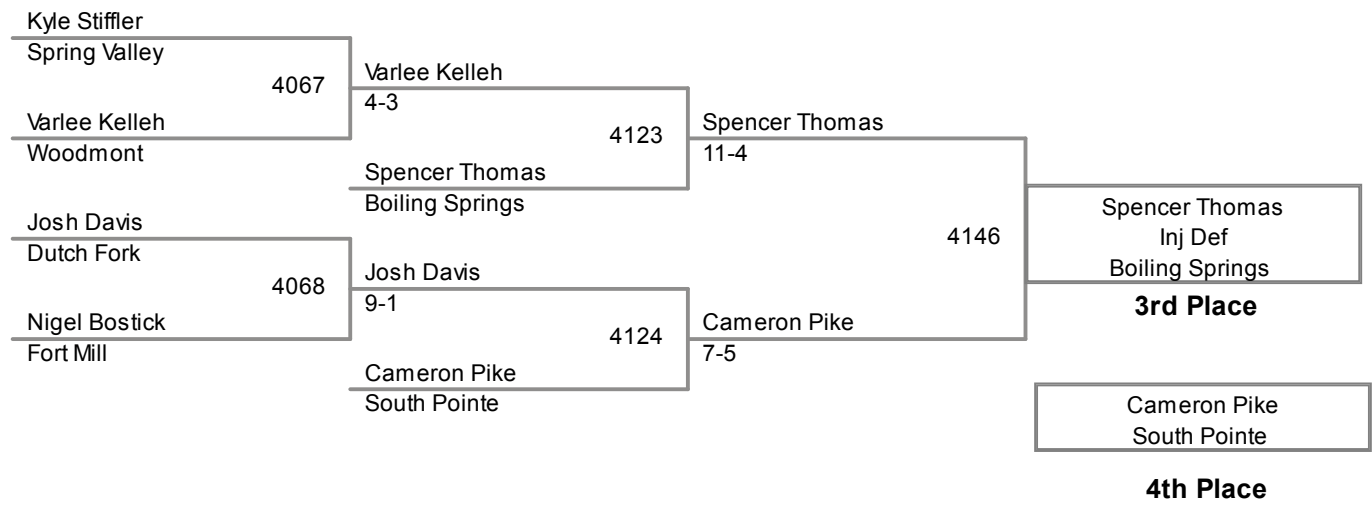 Kyle Stiffler
Spring Valley
4067
Varlee Kelleh
4-3
Varlee Kelleh
Woodmont
4123
Spencer Thomas
11-4
Spencer Thomas
Boiling Springs
Josh Davis
Dutch Fork
4146
Spencer Thomas
Inj Def
Boiling Springs
3rd Place
4068
Josh Davis
9-1
Nigel Bostick
Fort Mill
4124
Cameron Pike
7-5
Cameron Pike
South Pointe
Cameron Pike
South Pointe
4th Place